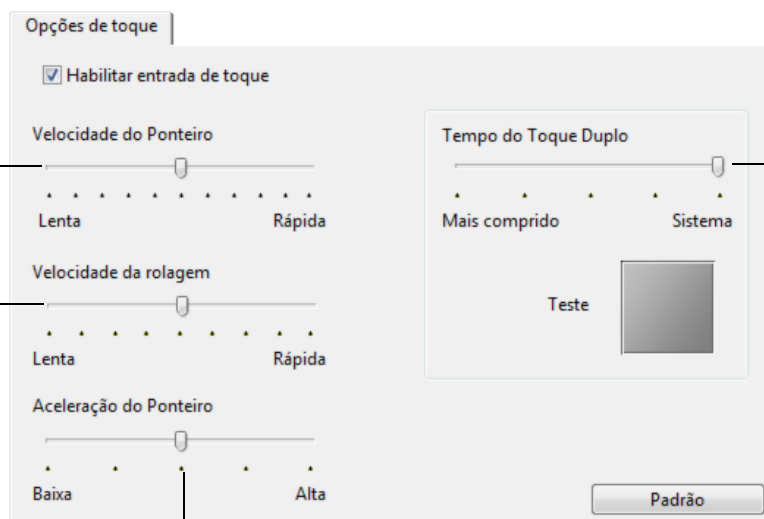 Opções de toque
Habilitar entrada de toque
Velocidade do Ponteiro
Lenta Rápida
Velocidade da rolagem
Lenta Rápida
Aceleração do Ponteiro
Baixa Alta
Tempo do Toque Duplo
Mais comprido Sistema
Teste
Padrão